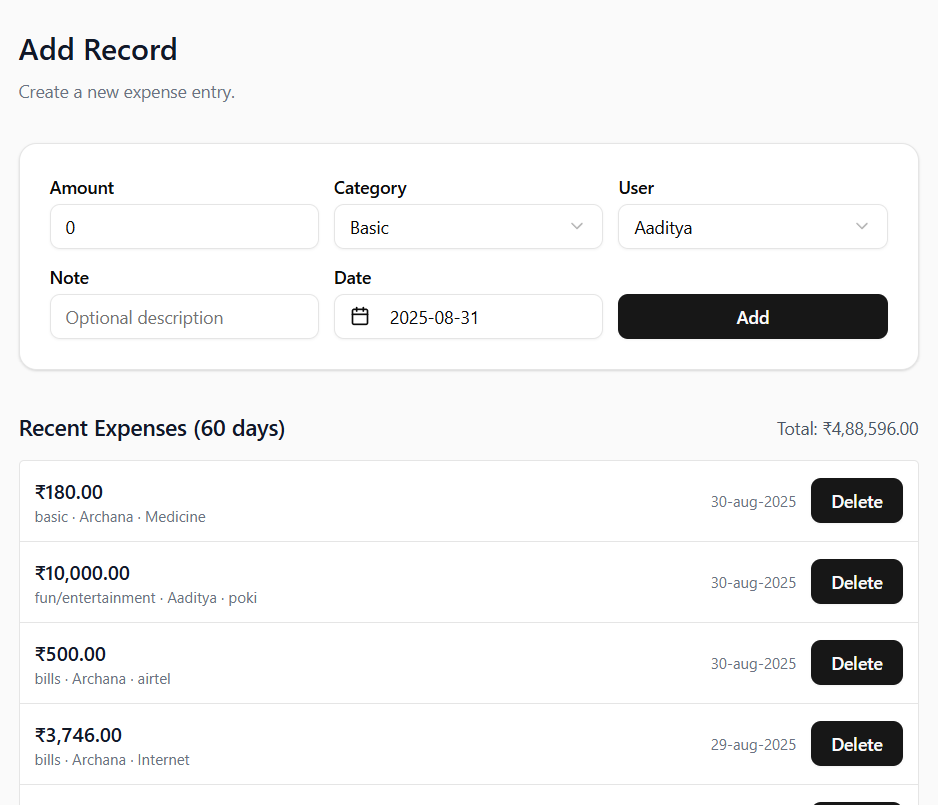 Add Record
Create a new expense entry.
Amount Category User
0 Basic Aaditya
Note Date
Optional description 2025-08-31 Add
Recent Expenses (60 days) Total: ₹4,88,596.00
₹180.00
basic · Archana · Medicine 30-aug-2025 Delete
₹10,000.00
fun/entertainment · Aaditya · poki 30-aug-2025 Delete
₹500.00
bills · Archana · airtel 30-aug-2025 Delete
₹3,746.00
bills · Archana · Internet 29-aug-2025 Delete